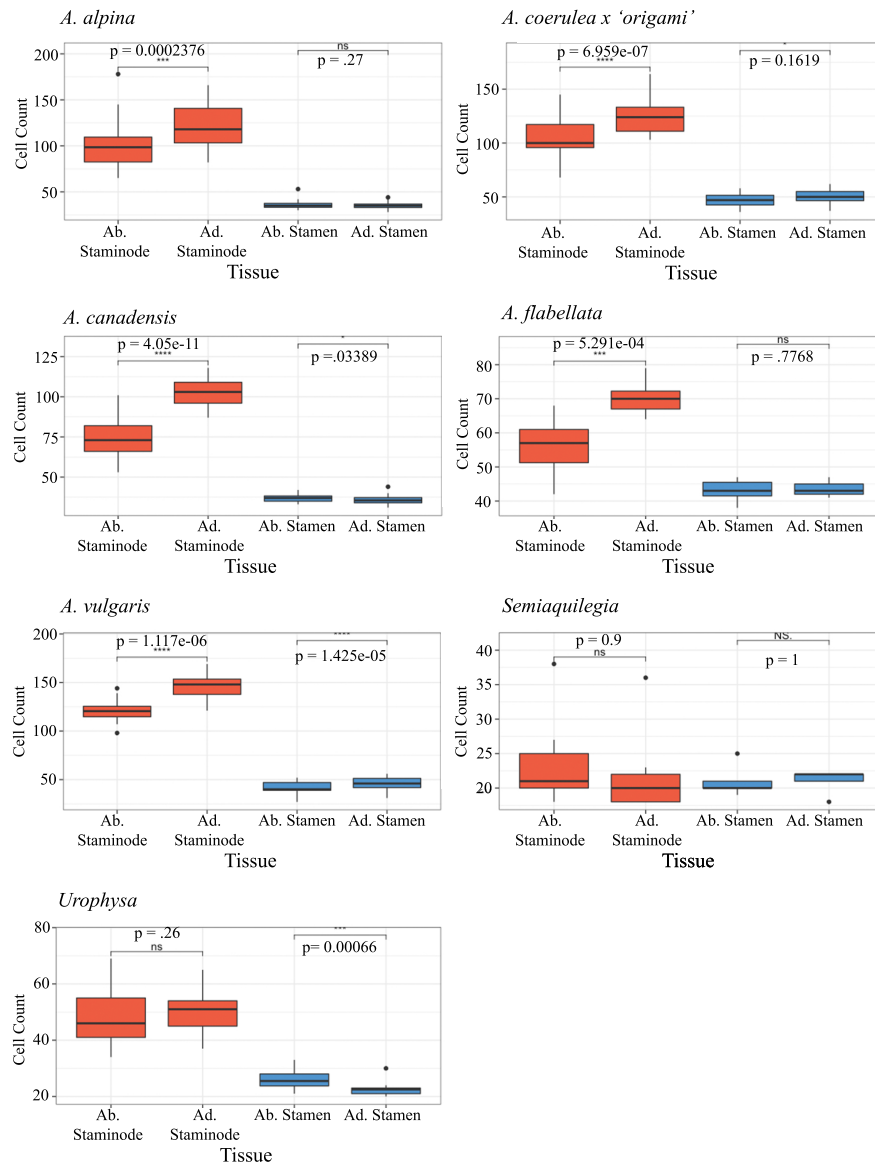 A. alpina
p = 0.0002376
***
ns
p = .27
200
150
100
50
Cell Count
Ab. Staminode
Ad. Staminode
Ab. Stamen
Ad. Stamen
Tissue
A. coerulea x ‘origami’
p = 6.959e-07
****
p = 0.1619
150
100
50
Cell Count
Ab. Staminode
Ad. Staminode
Ab. Stamen
Ad. Stamen
Tissue
A. canadensis
p = 4.05e-11
****
*
p =.03389
125
100
75
50
Cell Count
Ab. Staminode
Ad. Staminode
Ab. Stamen
Ad. Stamen
Tissue
A. flabellata
p = 5.291e-04
***
ns
p = .7768
80
70
60
50
40
Cell Count
Ab. Staminode
Ad. Staminode
Ab. Stamen
Ad. Stamen
Tissue
A. vulgaris
p = 1.117e-06
****
****
p = 1.425e-05
200
150
100
50
Cell Count
Ab. Staminode
Ad. Staminode
Ab. Stamen
Ad. Stamen
Tissue
Semiaquilegia
p = 0.9
ns
NS.
p = 1
40
35
30
25
20
Cell Count
Ab. Staminode
Ad. Staminode
Ab. Stamen
Ad. Stamen
Tissue
Urophysa
p = .26
ns
***
p= 0.00066
80
60
40
20
Cell Count
Ab. Staminode
Ad. Staminode
Ab. Stamen
Ad. Stamen
Tissue